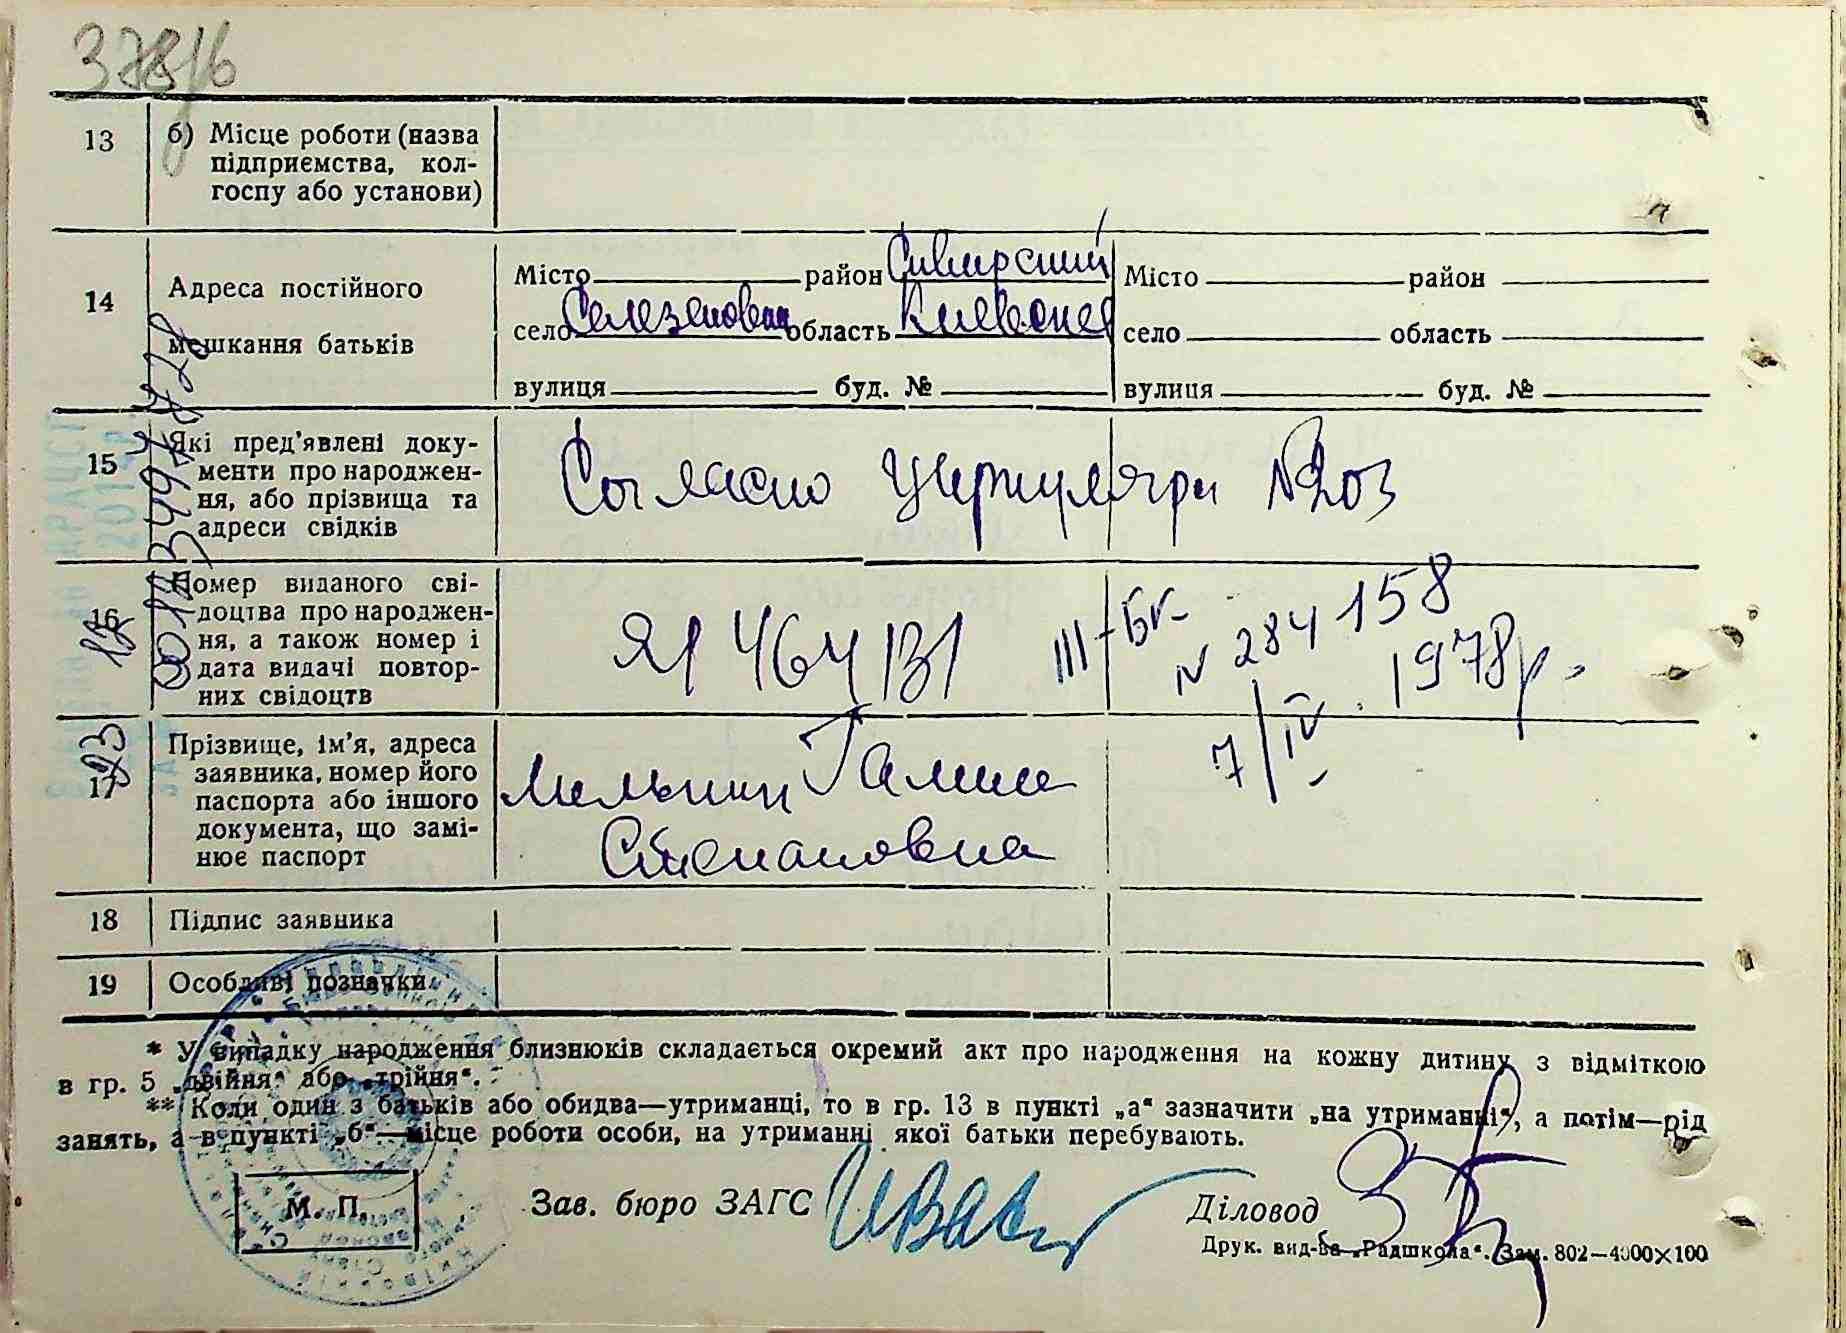 13
б) Місце роботи (назва
підприємства, кол-
госпу або установи)
14
Адреса постійного
мешкання батьків
Місто район Місто район
село область Киевская село область
вулиця буд. № вулиця буд. №
15
Які пред'явлені доку-
менти про народжен-
ня, або прізвища та
адреси свідків
Согласно циркуляра №203
16
Номер виданого сві-
доцтва про народжен-
ня, а також номер і
дата видачі повтор-
них свідоцтв
ЯІ 464131
III-БК
N 284158
7/IV. 1978р.
17
Прізвище, ім'я, адреса
заявника, номер його
паспорта або іншого
документа, що замі-
нює паспорт
Мельник Галина
Степановна
18
Підпис заявника
19
Особливі позначки
* У випадку народження близнюків складається окремий акт про народження на кожну дитину з відміткою
в гр. 5 „двійня“ або „трійня“.
** Коли один з батьків або обидва—утриманці, то в гр. 13 в пункті „а“ зазначити „на утриманні“, а потім—рід
занять, а в пункті „б“—місце роботи особи, на утриманні якої батьки перебувають.
М. П.
Зав. бюро ЗАГС
Діловод
Друк. вид-ва „Радшкола“. Зам. 802—4000×100